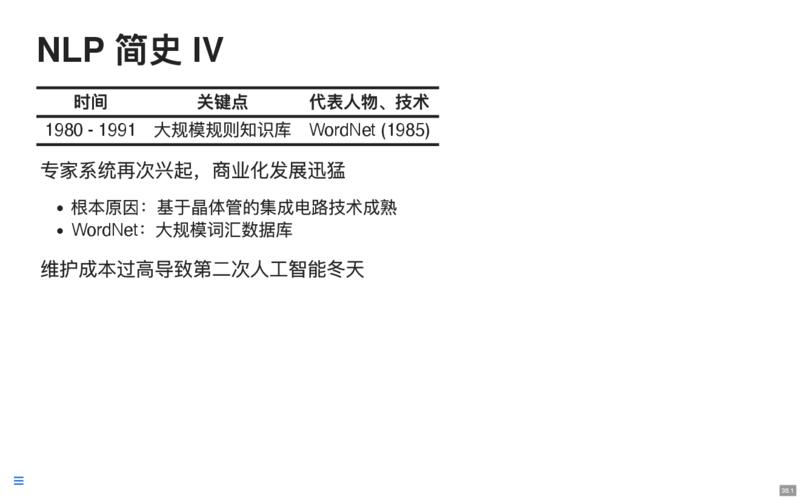 NLP 简史 IV
时间 关键点 代表人物、技术
1980 - 1991 大规模规则知识库 WordNet (1985)
专家系统再次兴起，商业化发展迅猛
• 根本原因：基于晶体管的集成电路技术成熟
• WordNet：大规模词汇数据库
维护成本过高导致第二次人工智能冬天